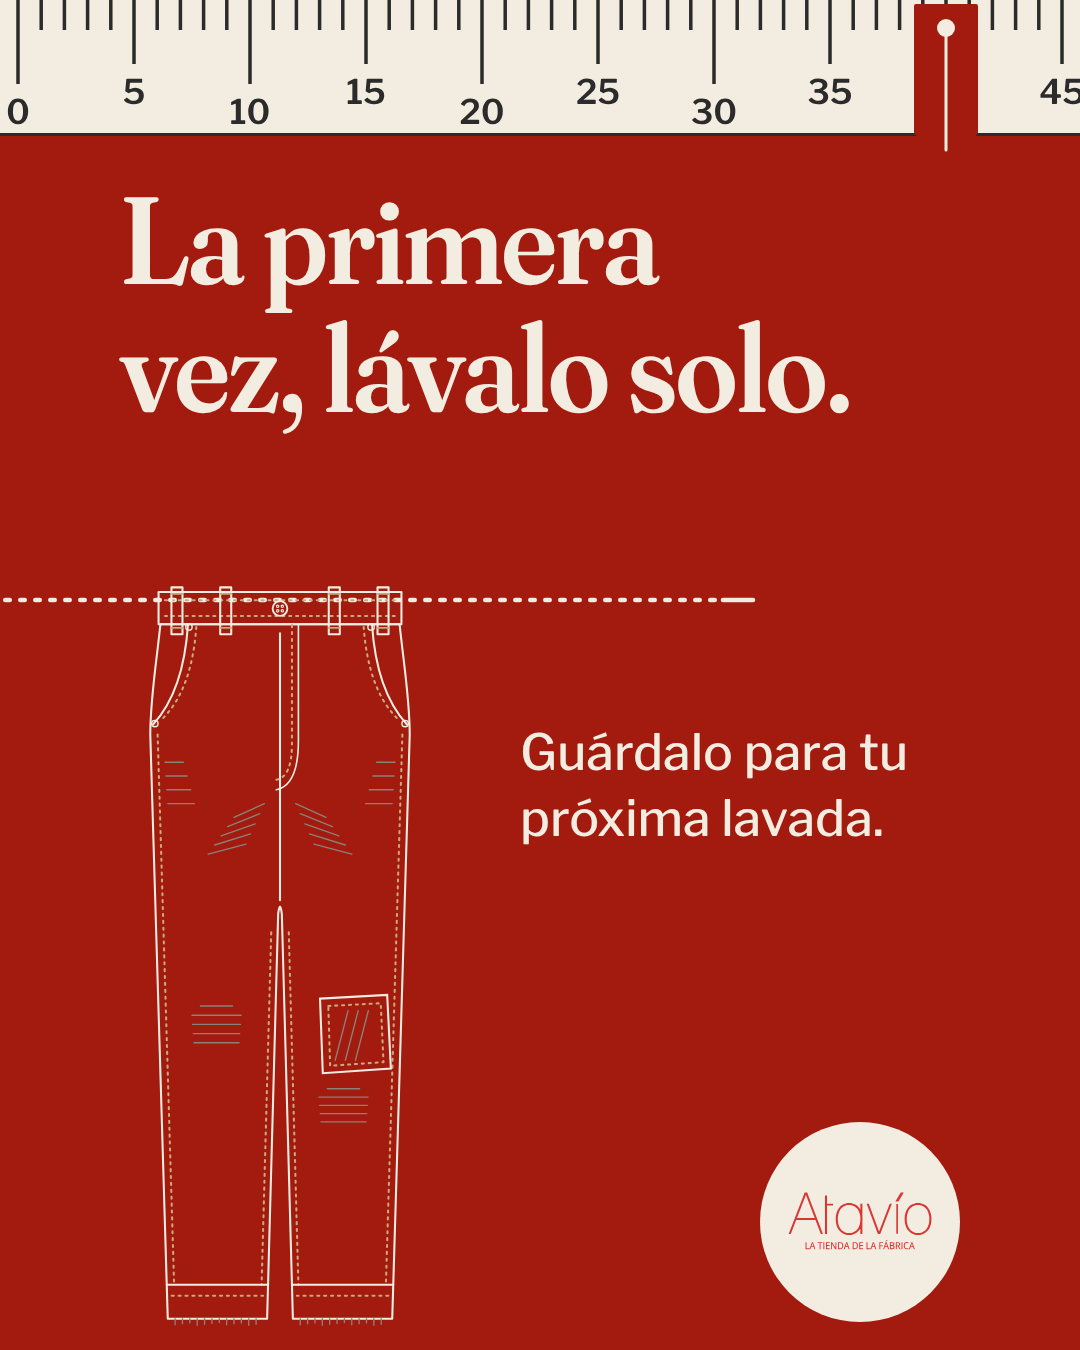 0 5 10 15 20 25 30 35 45
La primera
vez, lávalo solo.
Guárdalo para tu
próxima lavada.
Atavío
LA TIENDA DE LA FÁBRICA